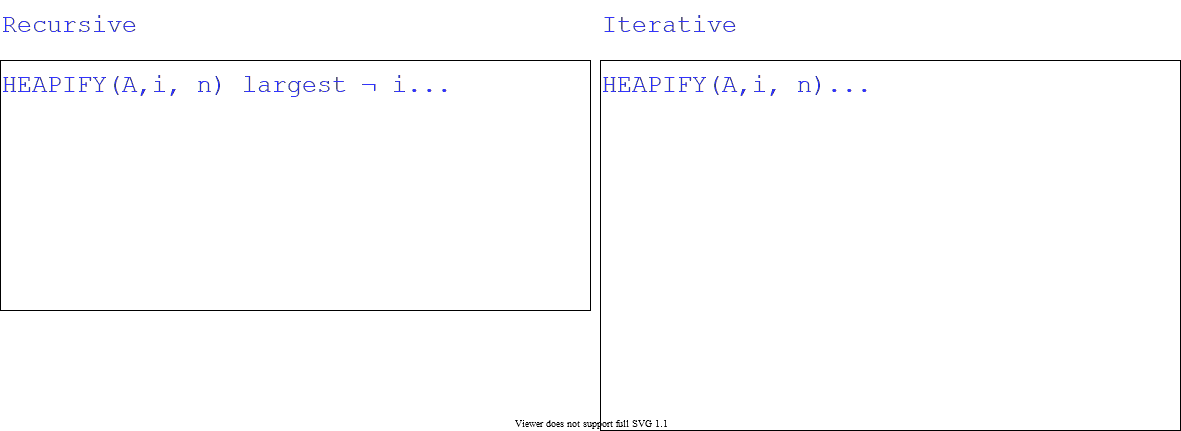 Recursive
Iterative
HEAPIFY(A,i, n) largest ¬ i...
HEAPIFY(A,i, n)...
Viewer does not support full SVG 1.1